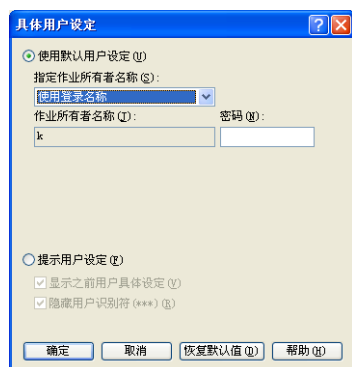 具体用户设定
使用默认用户设定(U)
指定作业所有者名称(S):
使用登录名称
作业所有者名称(T): 密码(W):
k
提示用户设定(P)
显示之前用户具体设定(V)
隐藏用户识别符(***)(R)
确定 取消 恢复默认值(D) 帮助(H)